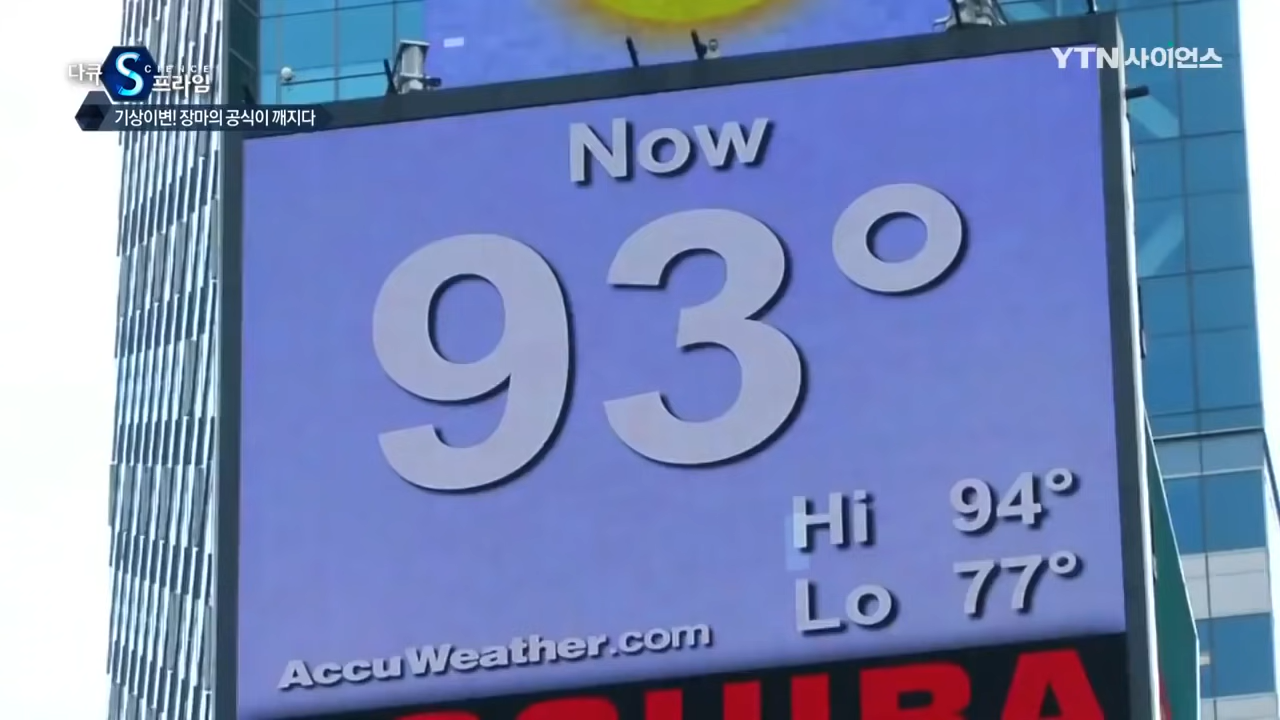 다큐 S 프라임
SCIENCE
YTN 사이언스
기상이변! 장마의 공식이 깨지다
Now
93°
Hi 94°
Lo 77°
AccuWeather.com